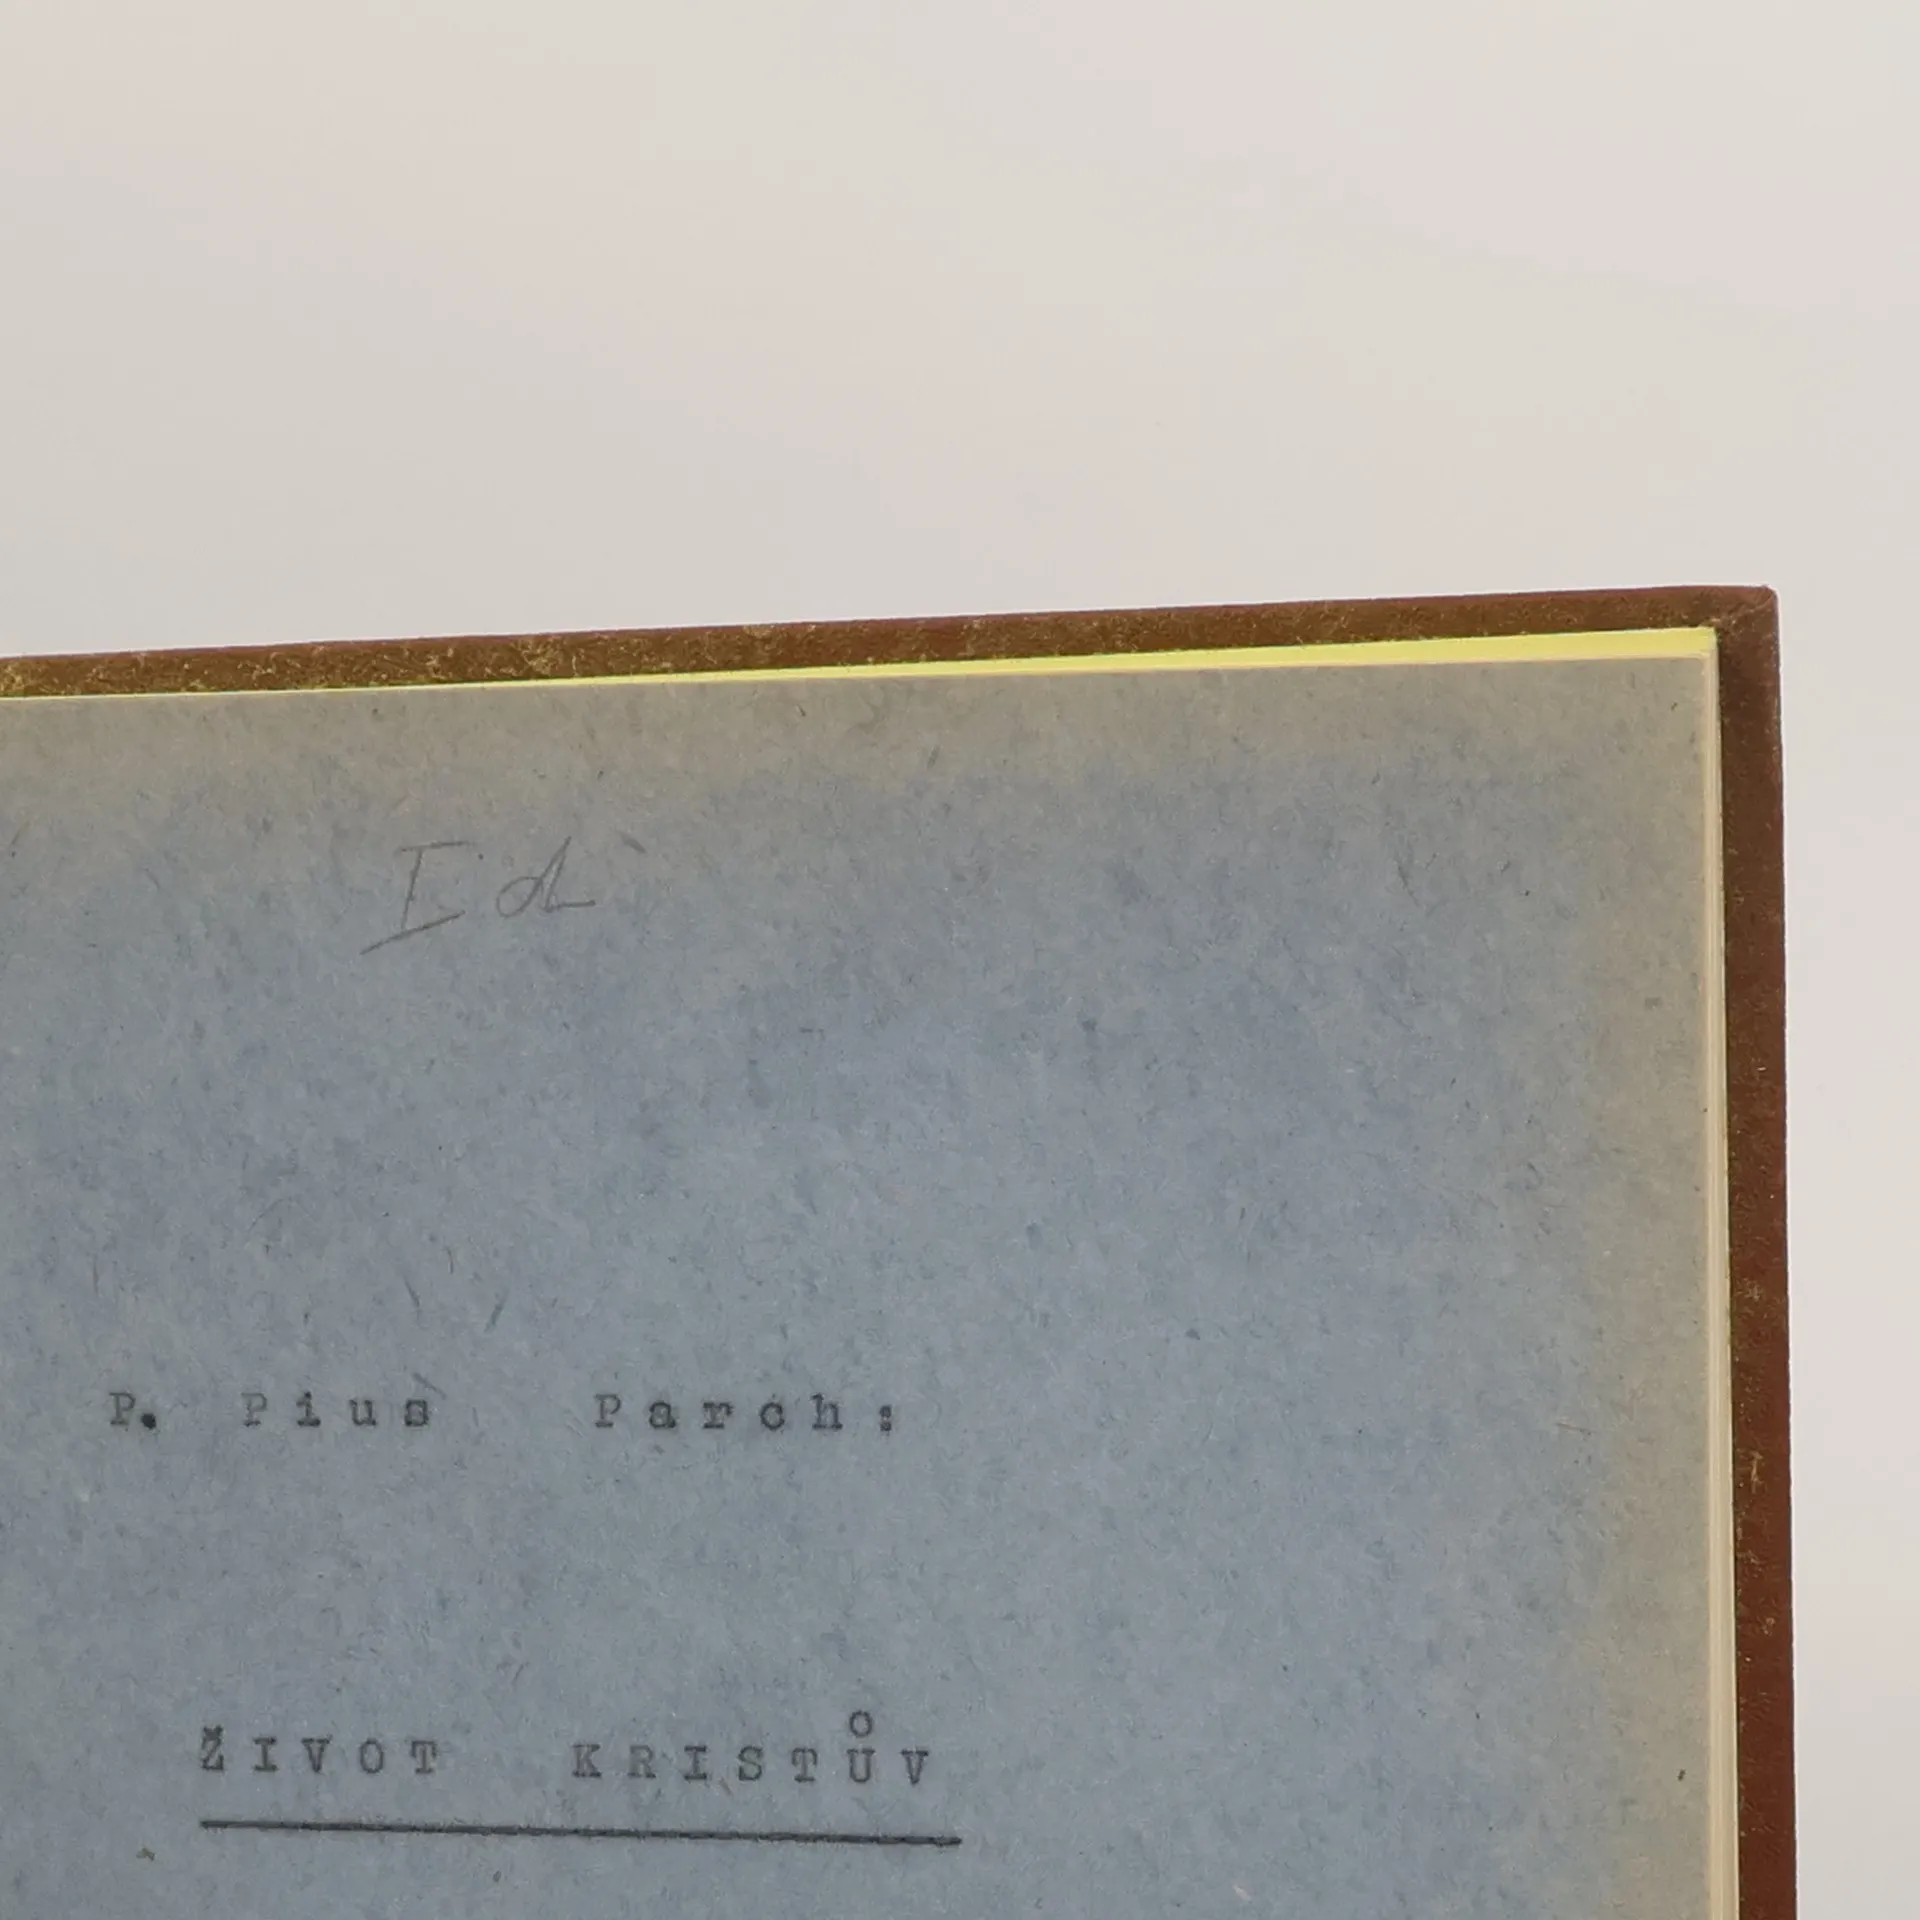 P. Pius Parch:
ŽIVOT KRISTŮV